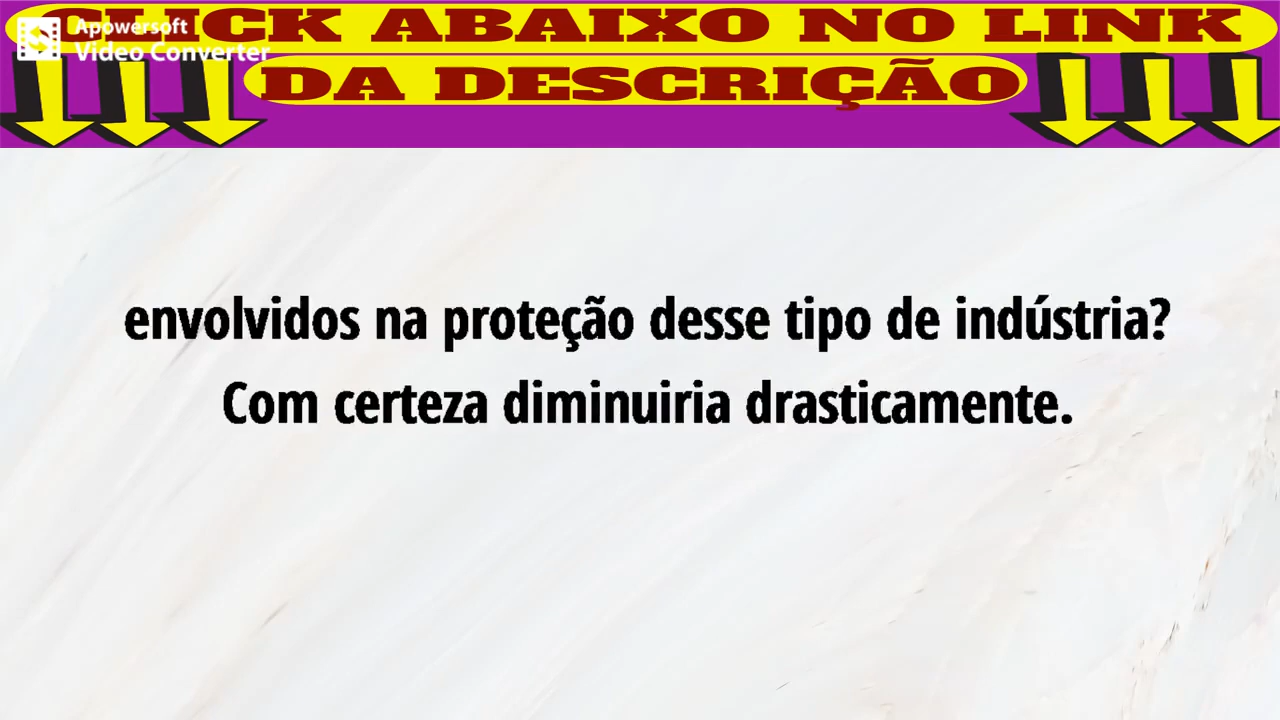 CLICK ABAIXO NO LINK
DA DESCRIÇÃO
Apowersoft
Video Converter
envolvidos na proteção desse tipo de indústria?
Com certeza diminuiria drasticamente.